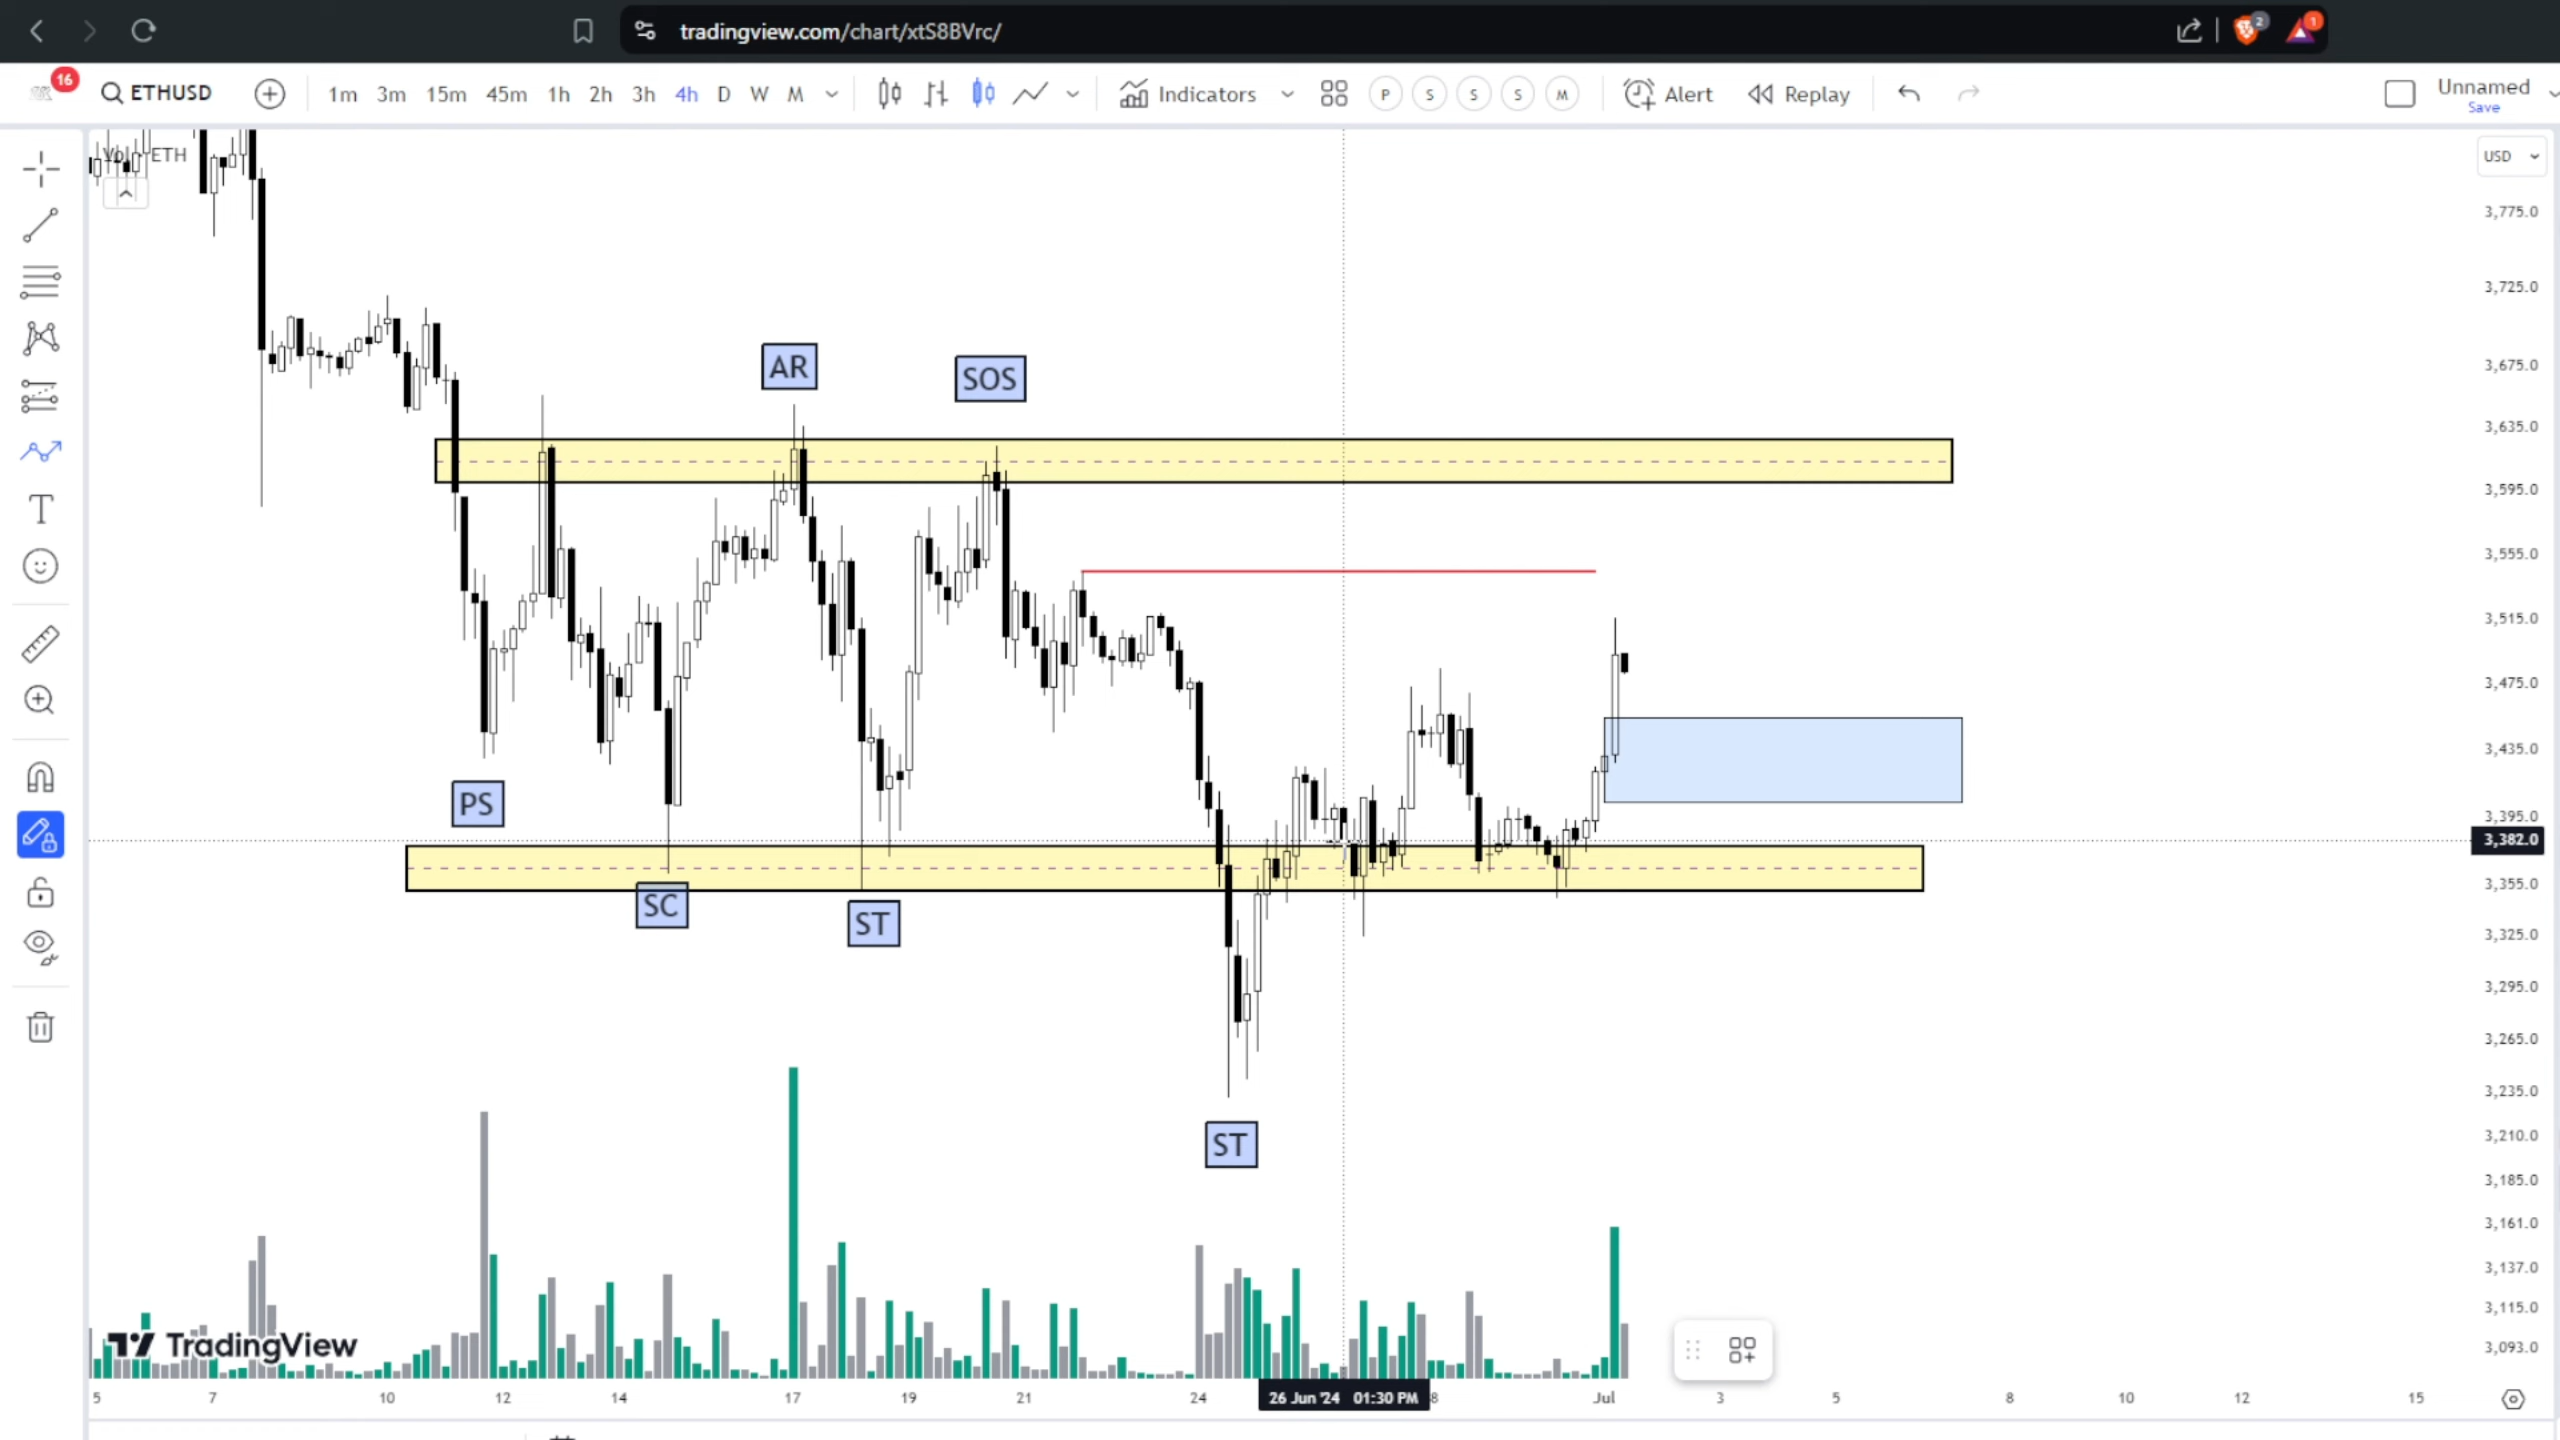 tradingview.com/chart/xtS8BVrc/
2
1
16
ETHUSD
1m 3m 15m 45m 1h 2h 3h 4h D W M
Indicators
P S S S M
Alert
Replay
Unnamed
Save
ETH
USD
3,775.0
3,725.0
3,675.0
3,635.0
3,595.0
3,555.0
3,515.0
3,475.0
3,435.0
3,395.0
3,382.0
3,355.0
3,325.0
3,295.0
3,265.0
3,235.0
3,210.0
3,185.0
3,161.0
3,137.0
3,115.0
3,093.0
AR
SOS
PS
SC
ST
ST
TradingView
5 7 10 12 14 17 19 21 24 26 Jun '24 01:30 PM 8 Jul 3 5 8 10 12 15